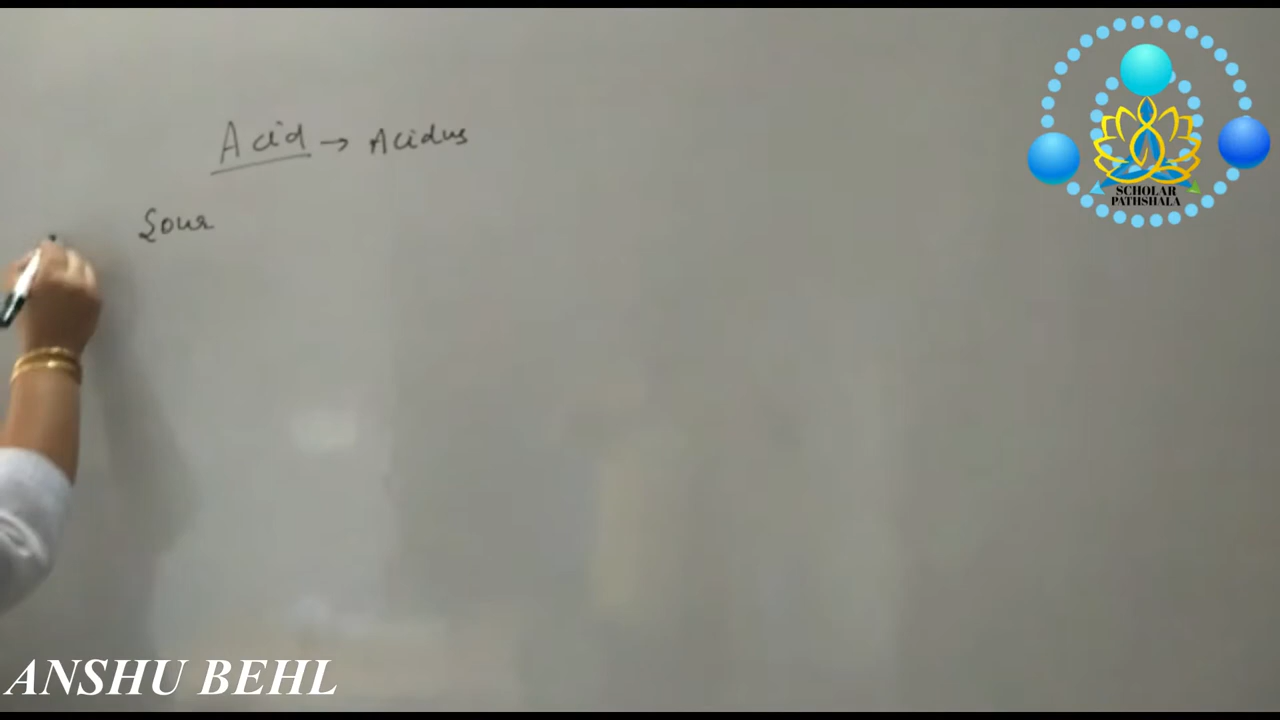 Acid → Acidus
Sour
SCHOLAR
PATHSHALA
ANSHU BEHL